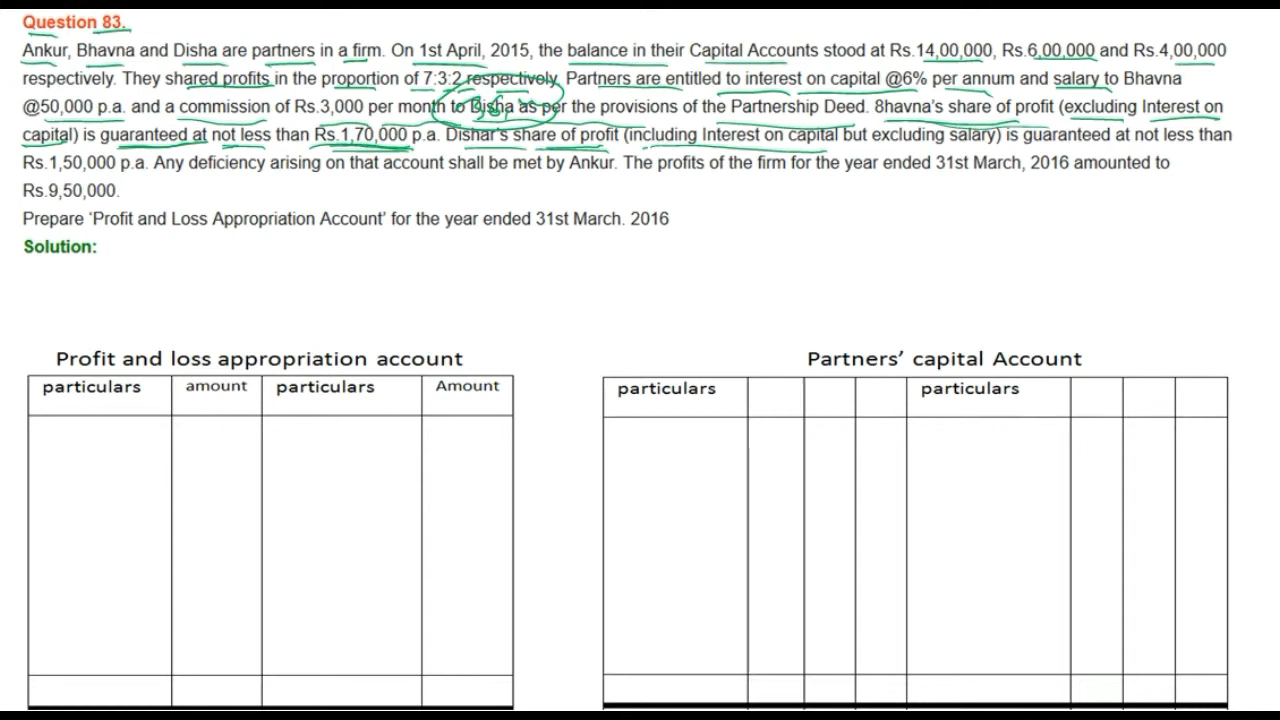 Question 83.
Ankur, Bhavna and Disha are partners in a firm. On 1st April, 2015, the balance in their Capital Accounts stood at Rs.14,00,000, Rs.6,00,000 and Rs.4,00,000
respectively. They shared profits in the proportion of 7:3:2 respectively. Partners are entitled to interest on capital @6% per annum and salary to Bhavna
@50,000 p.a. and a commission of Rs.3,000 per month to Disha as per the provisions of the Partnership Deed. 8havna's share of profit (excluding Interest on
capital) is guaranteed at not less than Rs.1,70,000 p.a. Dishar's share of profit (including Interest on capital but excluding salary) is guaranteed at not less than
Rs.1,50,000 p.a. Any deficiency arising on that account shall be met by Ankur. The profits of the firm for the year ended 31st March, 2016 amounted to
Rs.9,50,000.
Prepare ‘Profit and Loss Appropriation Account’ for the year ended 31st March. 2016
Solution:
Profit and loss appropriation account
particulars amount particulars Amount
Partners’ capital Account
particulars particulars